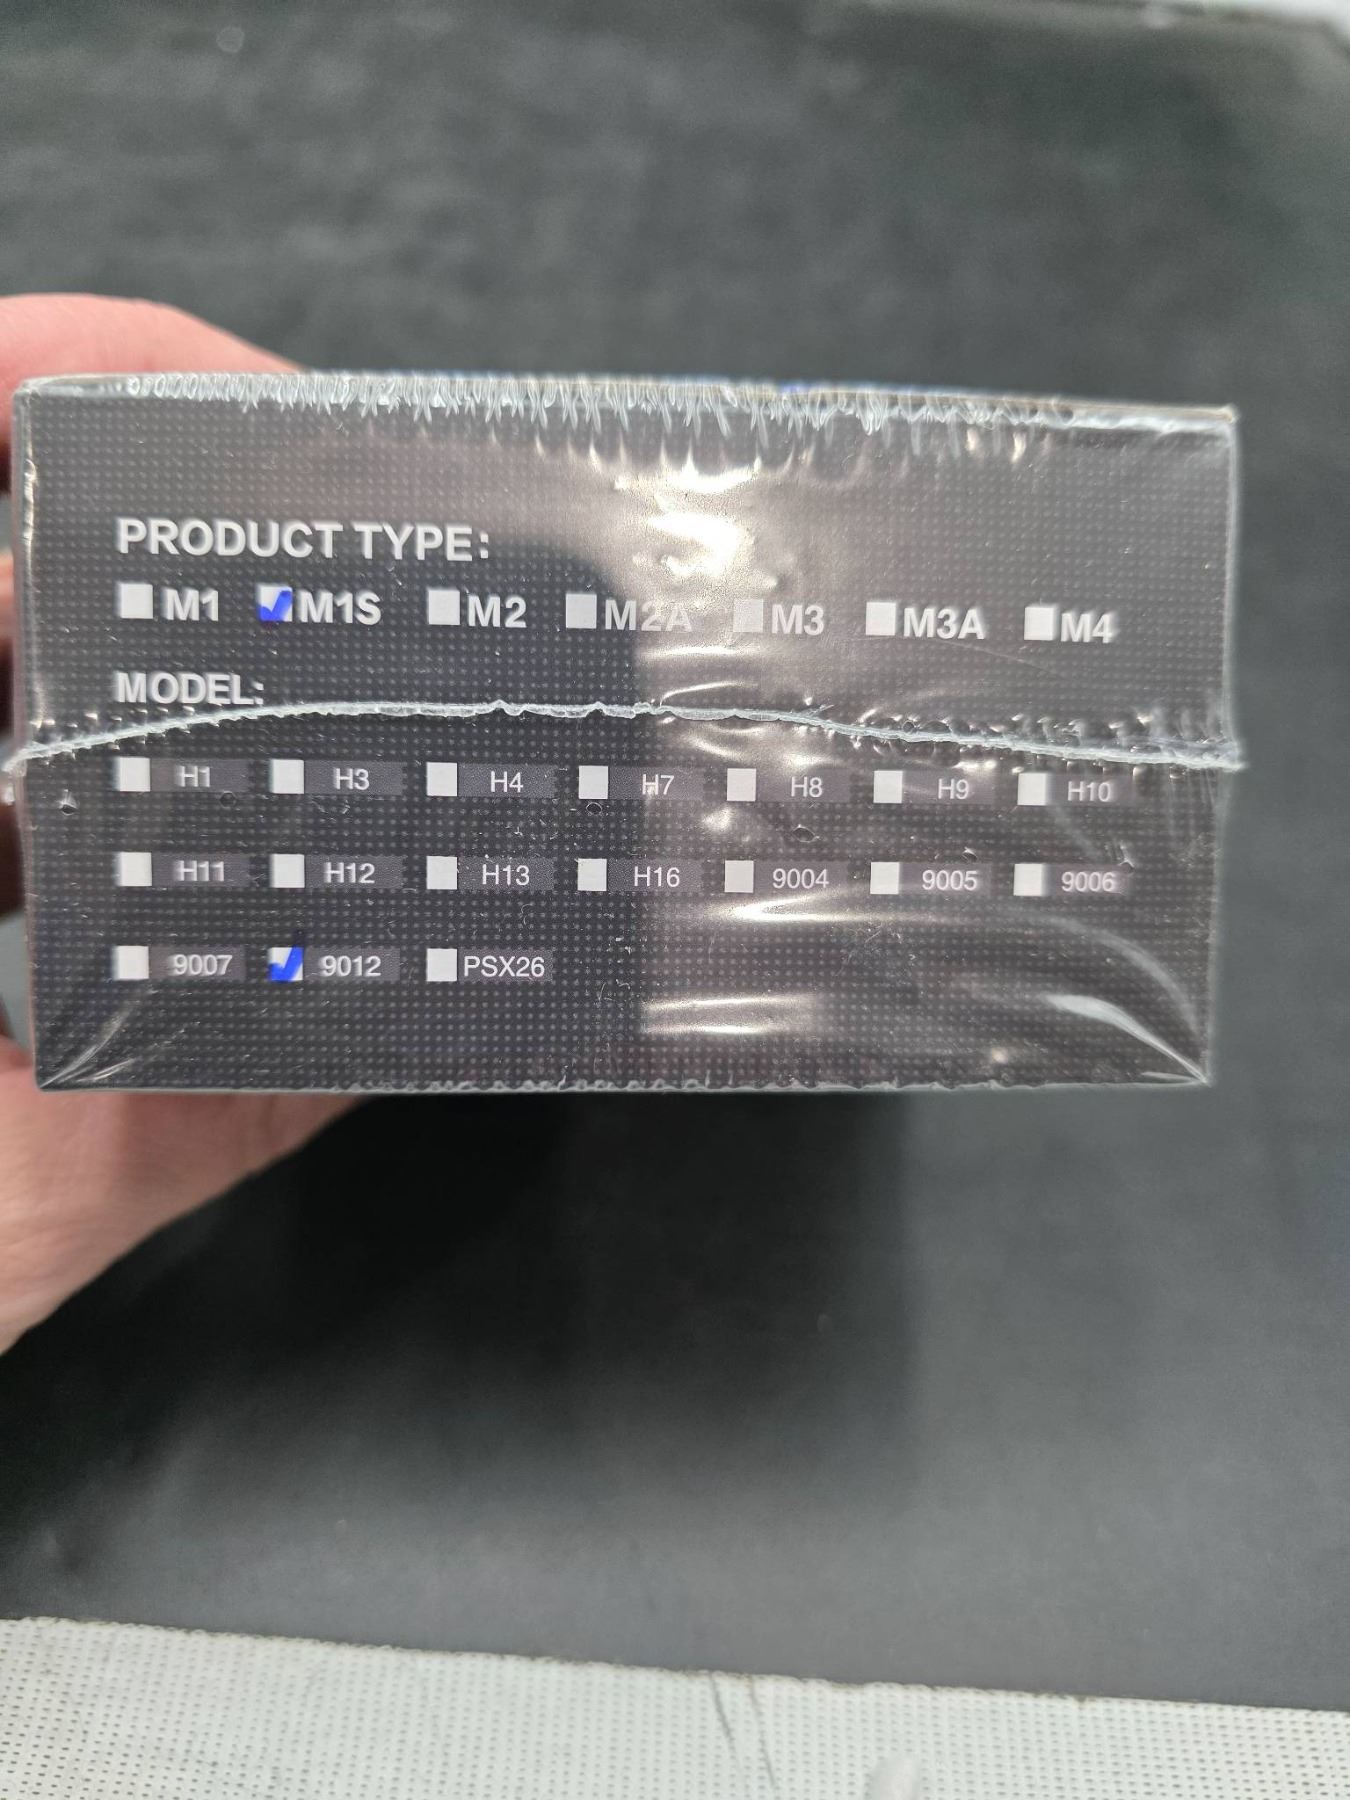 PRODUCT TYPE:
M1 M1S M2 M2A M3 M3A M4
MODEL:
H1 H3 H4 H7 H8 H9 H10
H11 H12 H13 H16 9004 9005 9006
9007 9012 PSX26